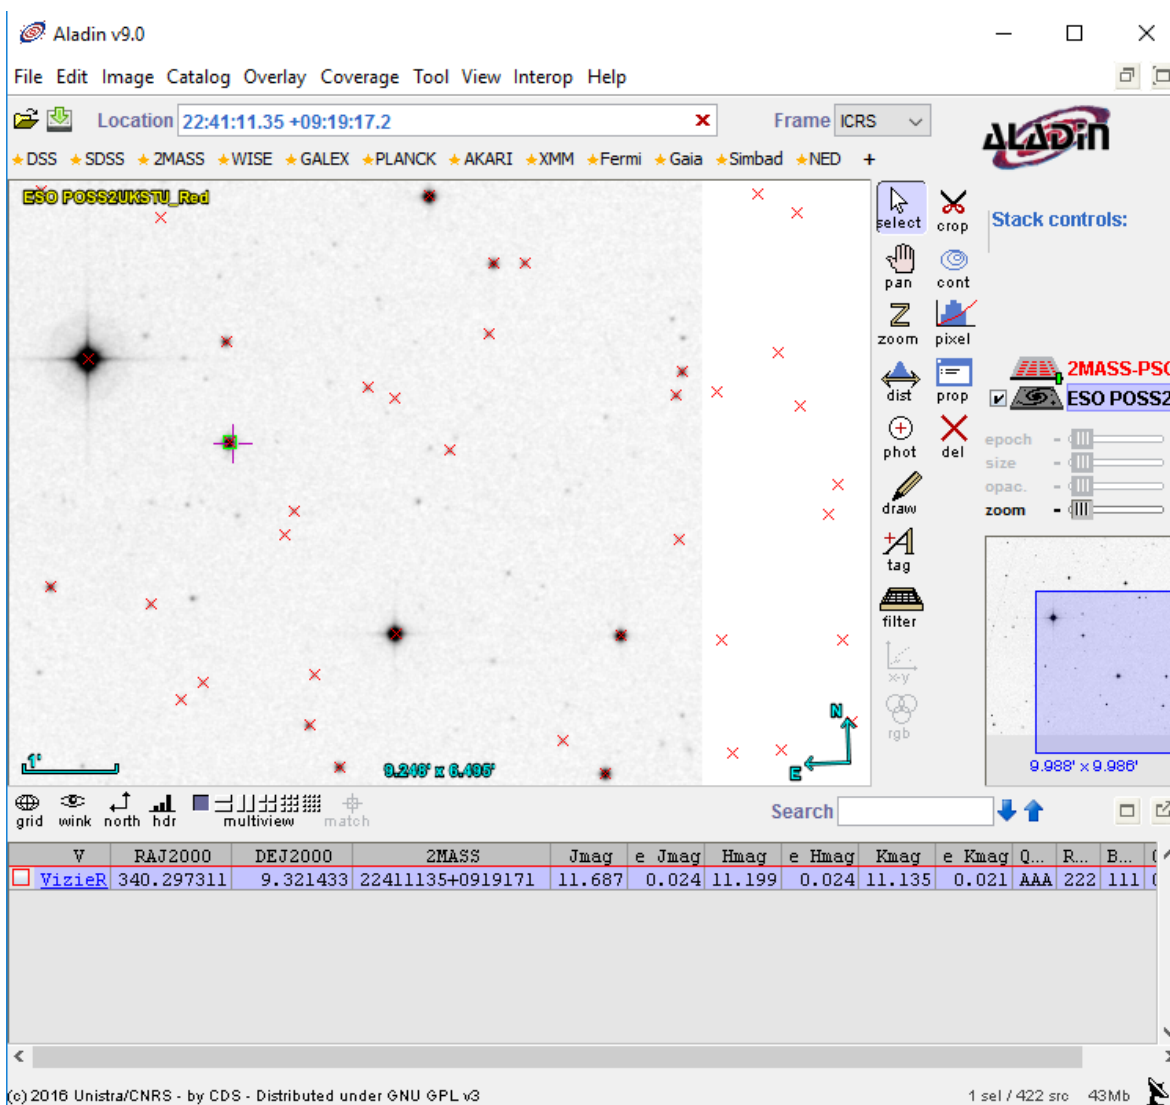 Aladin v9.0
File Edit Image Catalog Overlay Coverage Tool View Interop Help
Location 22:41:11.35 +09:19:17.2 Frame ICRS
ALADIN
DSS SDSS 2MASS WISE GALEX PLANCK AKARI XMM Fermi Gaia Simbad NED +
ESO POSS2UKSTU_Red
select crop
Stack controls:
pan cont
zoom pixel
2MASS-PSC
dist prop
ESO POSS2
phot del
epoch
size
opac.
draw
zoom
tag
filter
x-y
rgb
N
E
1'
9.246' x 6.495'
9.988' x 9.986'
grid wink north hdr multiview match
Search
V RAJ2000 DEJ2000 2MASS Jmag e Jmag Hmag e Hmag Kmag e Kmag Q... R... B...
VizieR 340.297311 9.321433 22411135+0919171 11.687 0.024 11.199 0.024 11.135 0.021 AAA 222 111
(c) 2016 Unistra/CNRS - by CDS - Distributed under GNU GPL v3 1 sel / 422 src 43Mb